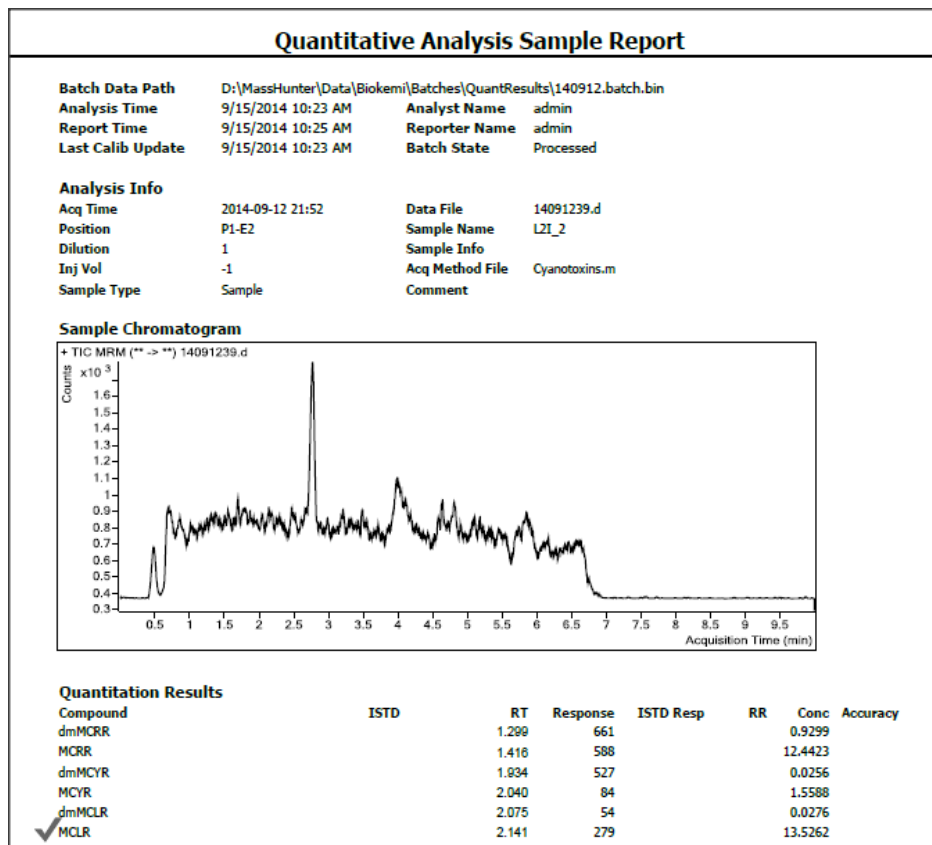 Quantitative Analysis Sample Report
Batch Data Path D:\MassHunter\Data\Biokemi\Batches\QuantResults\140912.batch.bin
Analysis Time 9/15/2014 10:23 AM Analyst Name admin
Report Time 9/15/2014 10:25 AM Reporter Name admin
Last Calib Update 9/15/2014 10:23 AM Batch State Processed
Analysis Info
Acq Time 2014-09-12 21:52 Data File 14091239.d
Position P1-E2 Sample Name L2I_2
Dilution 1 Sample Info
Inj Vol -1 Acq Method File Cyanotoxins.m
Sample Type Sample Comment
Sample Chromatogram
+ TIC MRM (** -> **) 14091239.d
Counts
x10 3
1.6
1.5
1.4
1.3
1.2
1.1
1
0.9
0.8
0.7
0.6
0.5
0.4
0.3
0.5 1 1.5 2 2.5 3 3.5 4 4.5 5 5.5 6 6.5 7 7.5 8 8.5 9 9.5
Acquisition Time (min)
Quantitation Results
Compound ISTD RT Response ISTD Resp RR Conc Accuracy
dmMCRR 1.299 661 0.9299
MCRR 1.416 588 12.4423
dmMCYR 1.934 527 0.0256
MCYR 2.040 84 1.5588
dmMCLR 2.075 54 0.0276
MCLR 2.141 279 13.5262